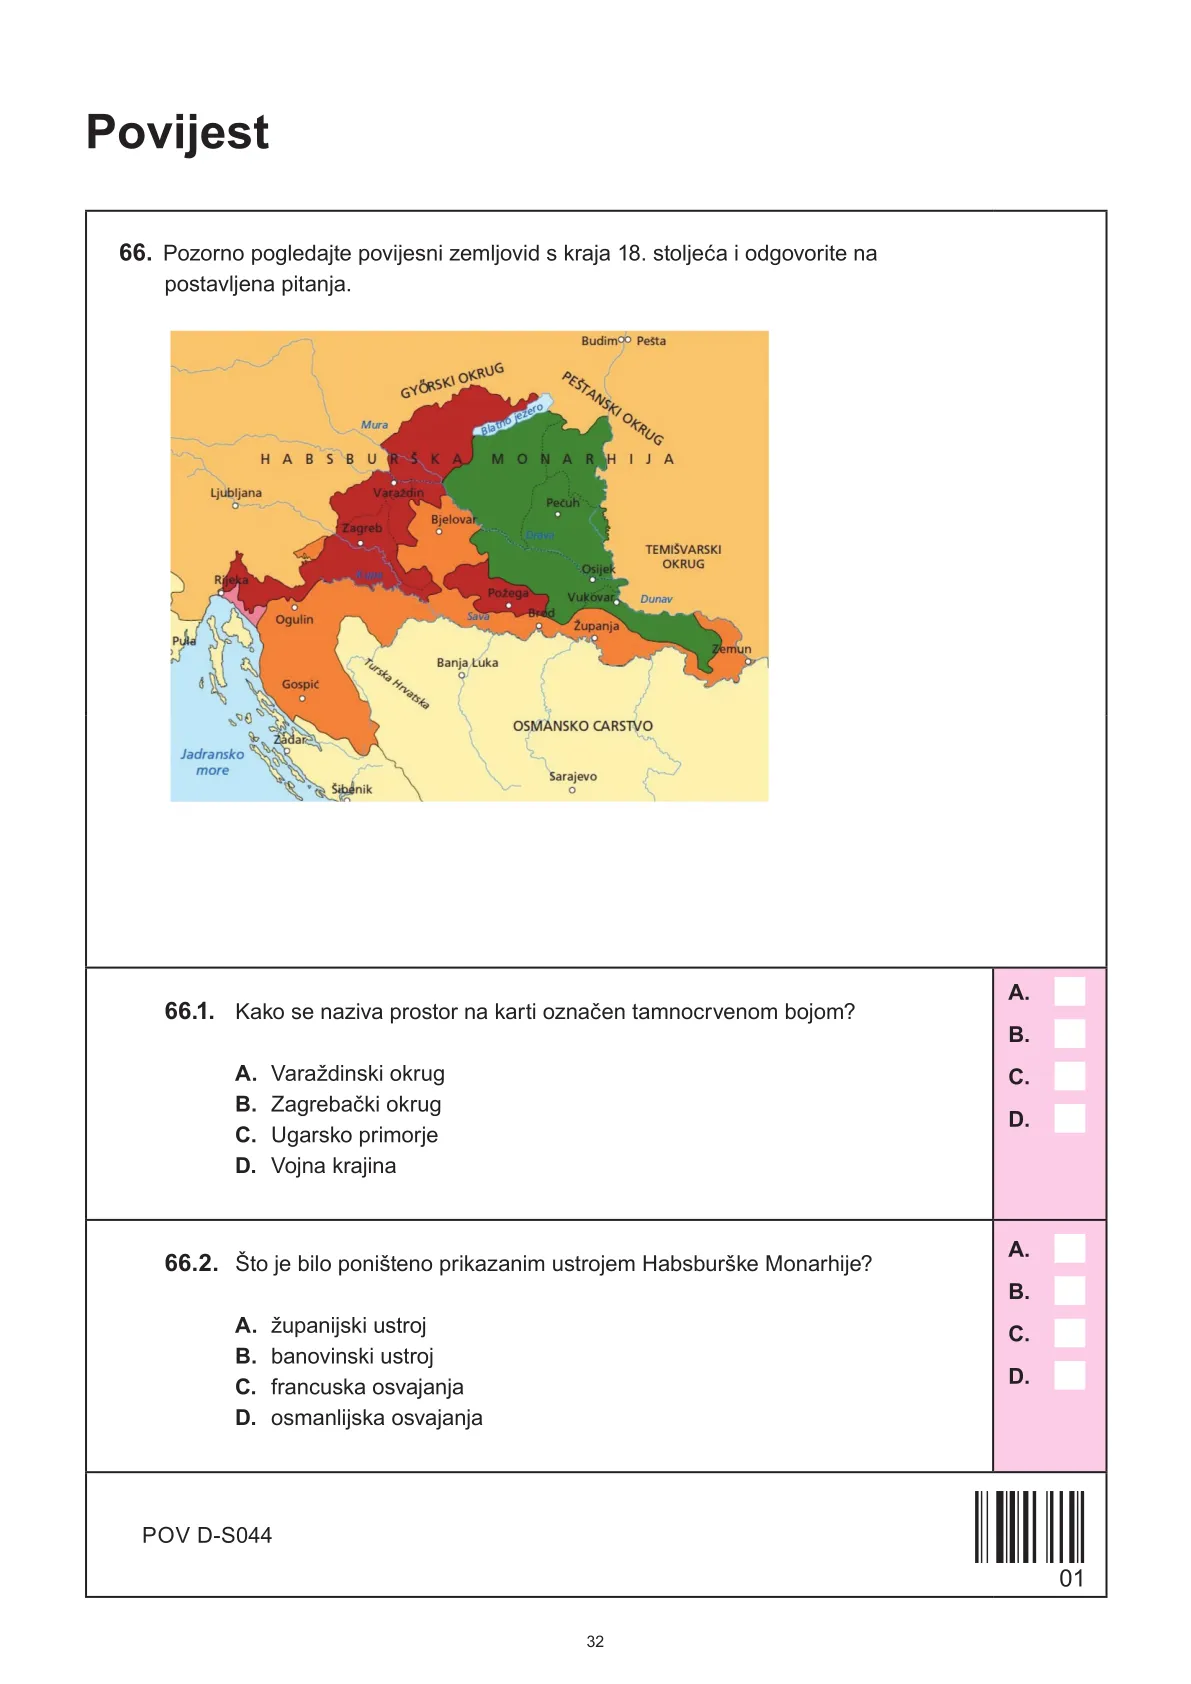 Povijest
66. Pozorno pogledajte povijesni zemljovid s kraja 18. stoljeća i odgovorite na
postavljena pitanja.
Budim Pešta
GYŐRSKI OKRUG
PEŠTANSKI OKRUG
Blatno jezero
Mura
HABSBURŠKA MONARHIJA
Ljubljana
Varaždin
Pečuh
Bjelovar
Zagreb
Drava
TEMIŠVARSKI
OKRUG
Osijek
Rijeka
Kupa
Požega
Vukovar
Dunav
Ogulin
Sava
Brod
Županja
Pula
Zemun
Banja Luka
Turska Hrvatska
Gospić
OSMANSKO CARSTVO
Zadar
Jadransko
more
Sarajevo
Šibenik
66.1. Kako se naziva prostor na karti označen tamnocrvenom bojom?
A. Varaždinski okrug
B. Zagrebački okrug
C. Ugarsko primorje
D. Vojna krajina
A.
B.
C.
D.
66.2. Što je bilo poništeno prikazanim ustrojem Habsburške Monarhije?
A. županijski ustroj
B. banovinski ustroj
C. francuska osvajanja
D. osmanlijska osvajanja
A.
B.
C.
D.
POV D-S044
01
32